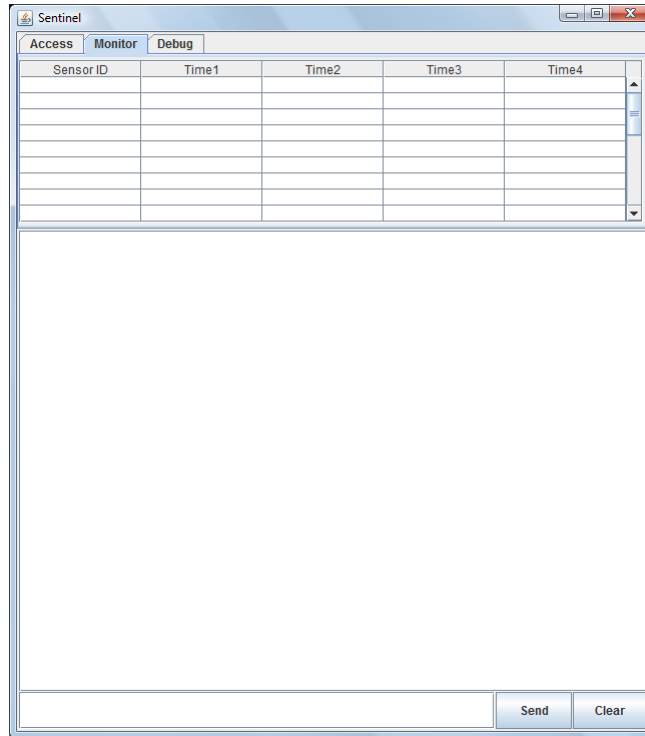 Sentinel
Access Monitor Debug
Sensor ID Time1 Time2 Time3 Time4
Send Clear